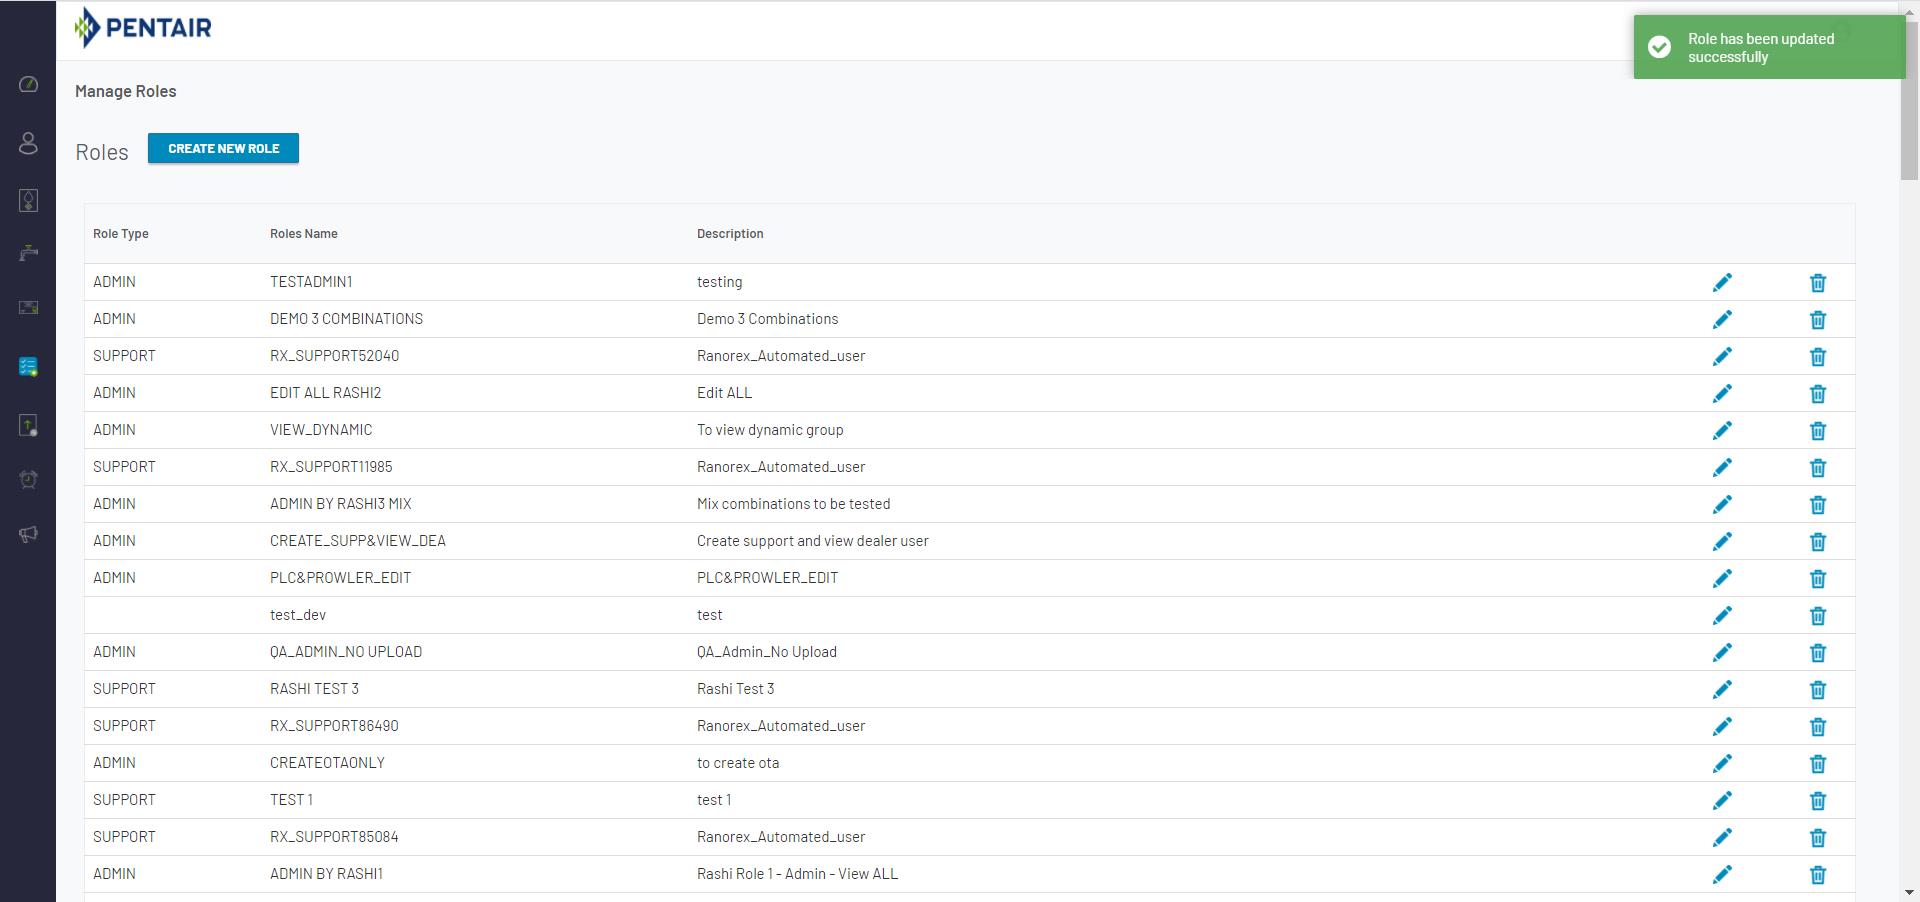 PENTAIR
Role has been updated
successfully
Manage Roles
Roles CREATE NEW ROLE
Role Type Roles Name Description
ADMIN TESTADMIN1 testing
ADMIN DEMO 3 COMBINATIONS Demo 3 Combinations
SUPPORT RX_SUPPORT52040 Ranorex_Automated_user
ADMIN EDIT ALL RASHI2 Edit ALL
ADMIN VIEW_DYNAMIC To view dynamic group
SUPPORT RX_SUPPORT11985 Ranorex_Automated_user
ADMIN ADMIN BY RASHI3 MIX Mix combinations to be tested
ADMIN CREATE_SUPP&VIEW_DEA Create support and view dealer user
ADMIN PLC&PROWLER_EDIT PLC&PROWLER_EDIT
test_dev test
ADMIN QA_ADMIN_NO UPLOAD QA_Admin_No Upload
SUPPORT RASHI TEST 3 Rashi Test 3
SUPPORT RX_SUPPORT86490 Ranorex_Automated_user
ADMIN CREATEOTAONLY to create ota
SUPPORT TEST 1 test 1
SUPPORT RX_SUPPORT85084 Ranorex_Automated_user
ADMIN ADMIN BY RASHI1 Rashi Role 1 - Admin - View ALL